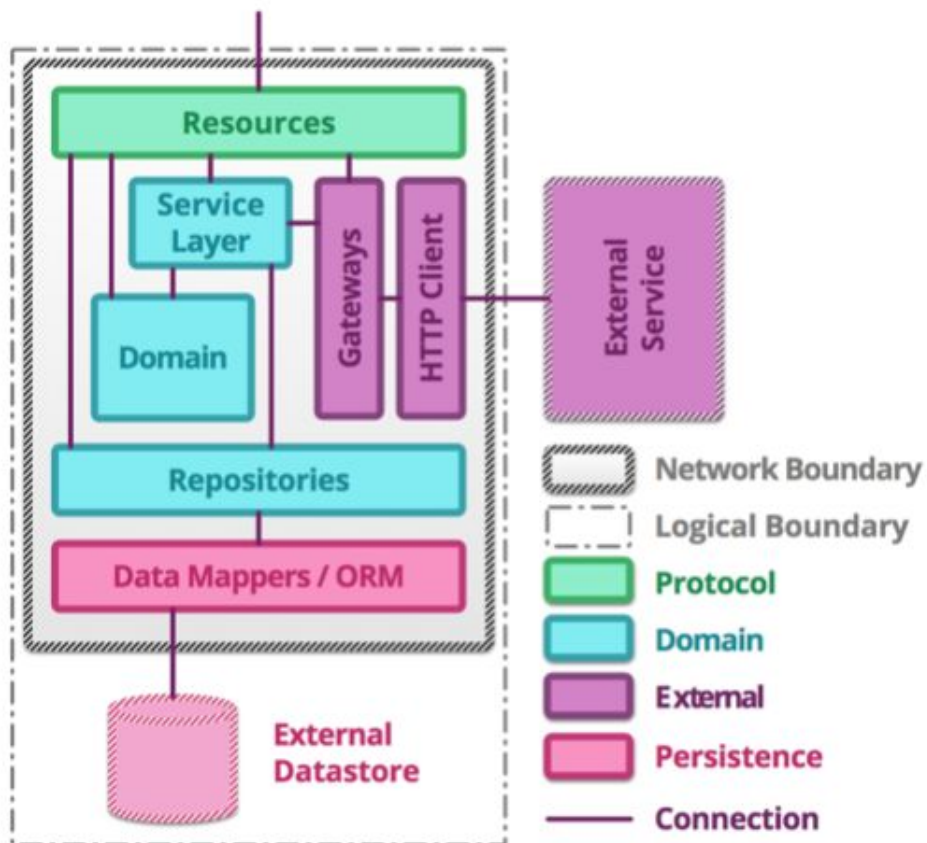 Resources
Service
Layer
Gateways
HTTP Client
External
Service
Domain
Repositories
Data Mappers / ORM
External
Datastore
Network Boundary
Logical Boundary
Protocol
Domain
External
Persistence
Connection